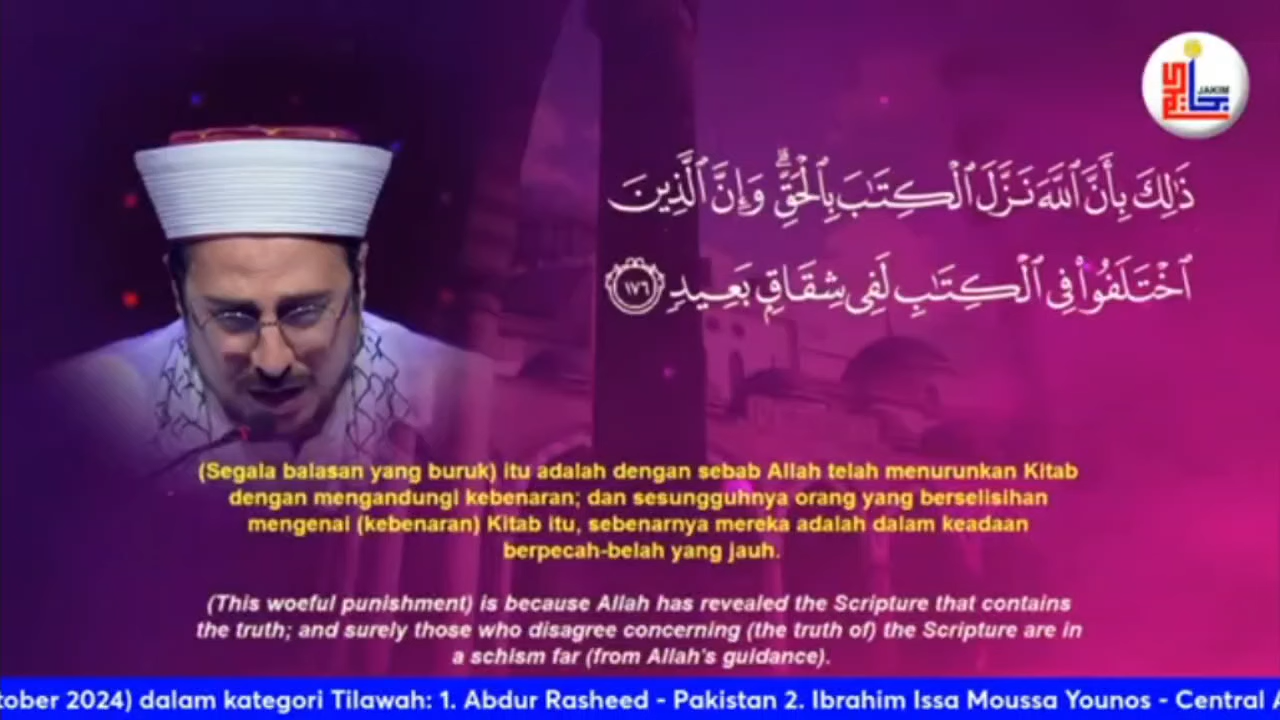 JAKIM
ذَٰلِكَ بِأَنَّ ٱللَّهَ نَزَّلَ ٱلْكِتَـٰبَ بِٱلْحَقِّ ۗ وَإِنَّ ٱلَّذِينَ
ٱخْتَلَفُوا۟ فِى ٱلْكِتَـٰبِ لَفِى شِقَاقٍۭ بَعِيدٍ ١٧٦
(Segala balasan yang buruk) itu adalah dengan sebab Allah telah menurunkan Kitab
dengan mengandungi kebenaran; dan sesungguhnya orang yang berselisihan
mengenai (kebenaran) Kitab itu, sebenarnya mereka adalah dalam keadaan
berpecah-belah yang jauh.
(This woeful punishment) is because Allah has revealed the Scripture that contains
the truth; and surely those who disagree concerning (the truth of) the Scripture are in
a schism far (from Allah's guidance).
tober 2024) dalam kategori Tilawah: 1. Abdur Rasheed - Pakistan 2. Ibrahim Issa Moussa Younos - Central A